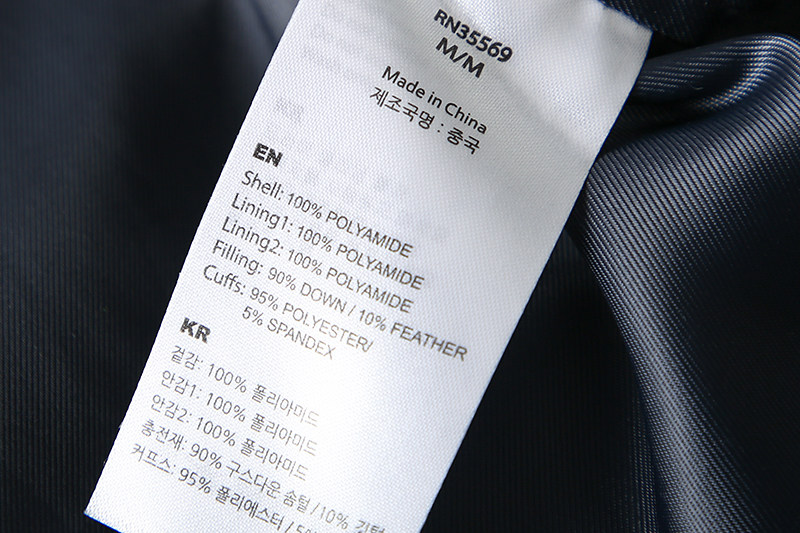 RN35569
M/M
Made in China
제조국명 : 중국
EN
Shell: 100% POLYAMIDE
Lining1: 100% POLYAMIDE
Lining2: 100% POLYAMIDE
Filling: 90% DOWN / 10% FEATHER
Cuffs: 95% POLYESTER/
5% SPANDEX
KR
겉감: 100% 폴리아미드
안감1: 100% 폴리아미드
안감2: 100% 폴리아미드
충전재: 90% 구스다운 솜털 /10% 깃털
커프스: 95% 폴리에스터 /